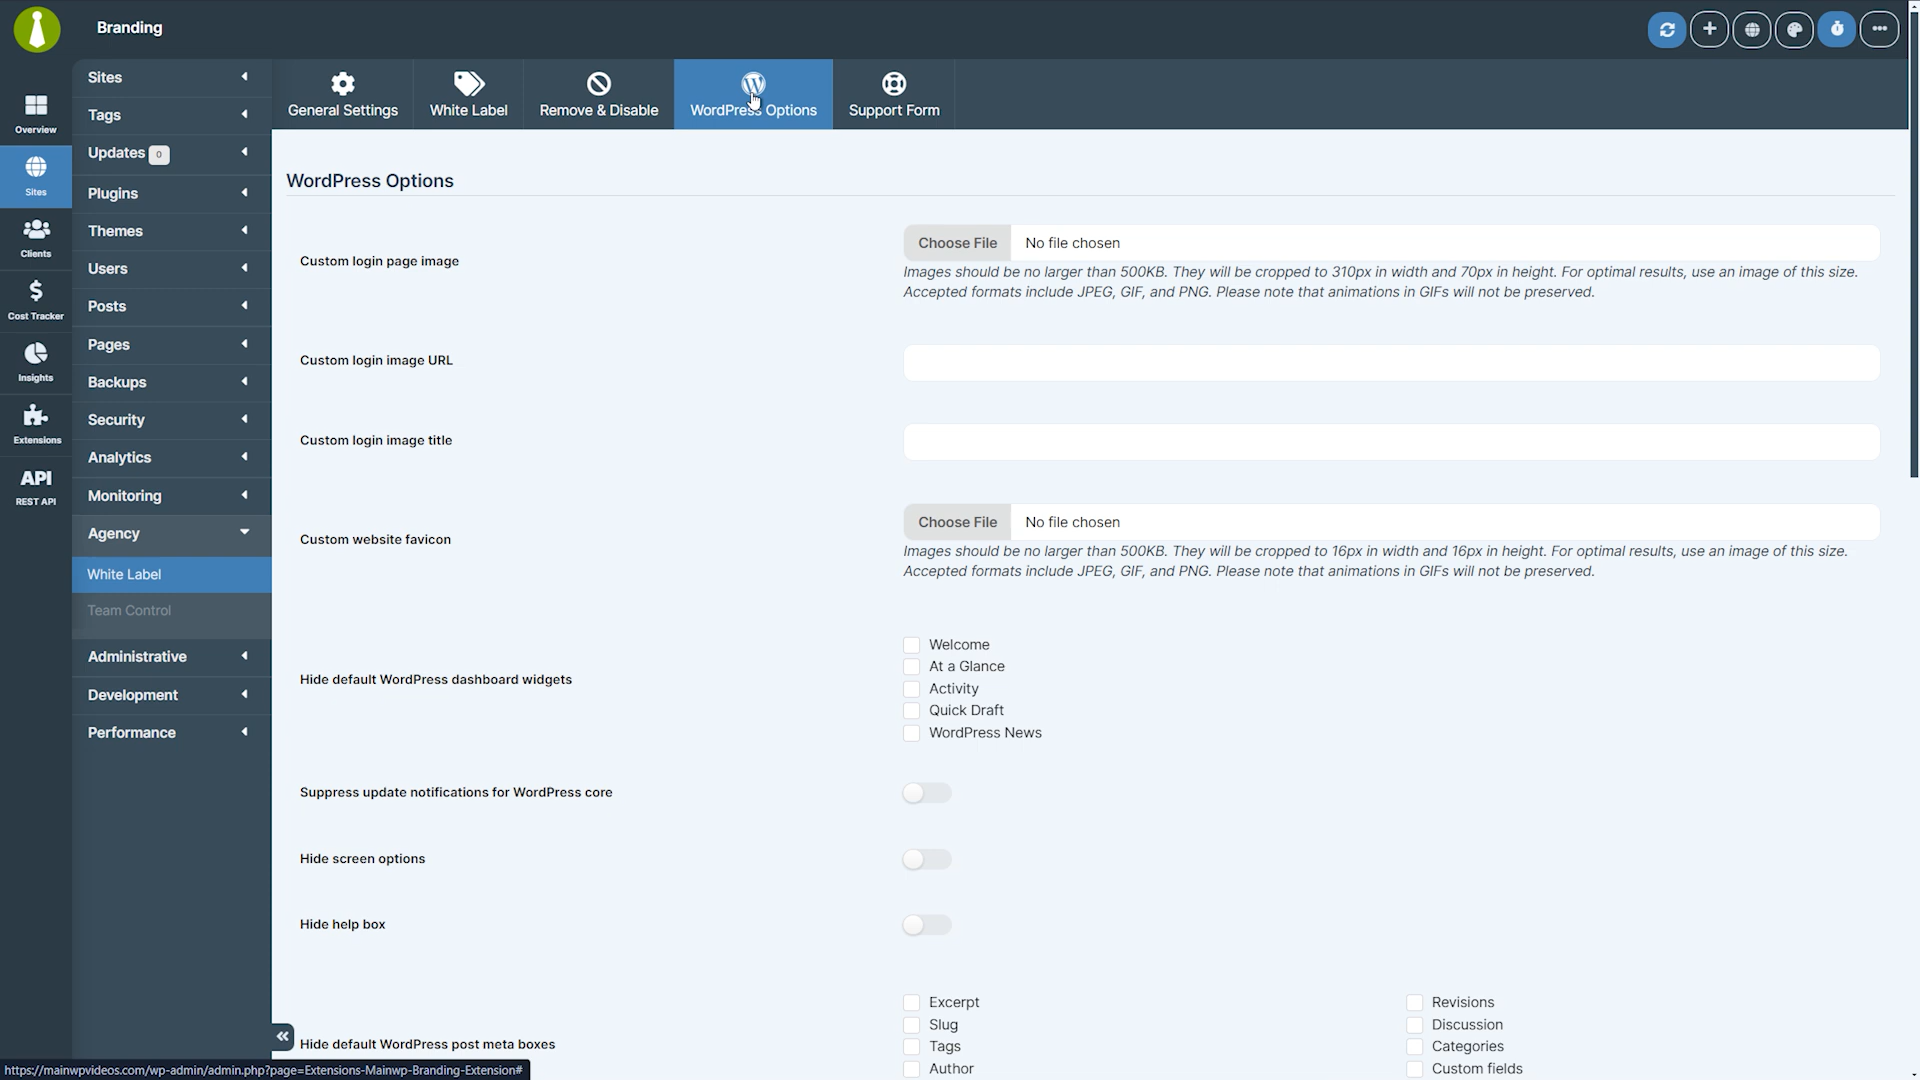 Branding
Overview
Sites
Clients
Cost Tracker
Insights
Extensions
API
REST API
Sites
Tags
Updates 0
Plugins
Themes
Users
Posts
Pages
Backups
Security
Analytics
Monitoring
Agency
White Label
Team Control
Administrative
Development
Performance
General Settings
White Label
Remove & Disable
WordPress Options
Support Form
WordPress Options
Custom login page image
Choose File No file chosen
Images should be no larger than 500KB. They will be cropped to 310px in width and 70px in height. For optimal results, use an image of this size.
Accepted formats include JPEG, GIF, and PNG. Please note that animations in GIFs will not be preserved.
Custom login image URL
Custom login image title
Custom website favicon
Choose File No file chosen
Images should be no larger than 500KB. They will be cropped to 16px in width and 16px in height. For optimal results, use an image of this size.
Accepted formats include JPEG, GIF, and PNG. Please note that animations in GIFs will not be preserved.
Hide default WordPress dashboard widgets
Welcome
At a Glance
Activity
Quick Draft
WordPress News
Suppress update notifications for WordPress core
Hide screen options
Hide help box
Hide default WordPress post meta boxes
Excerpt
Slug
Tags
Author
Revisions
Discussion
Categories
Custom fields
https://mainwpvideos.com/wp-admin/admin.php?page=Extensions-Mainwp-Branding-Extension#